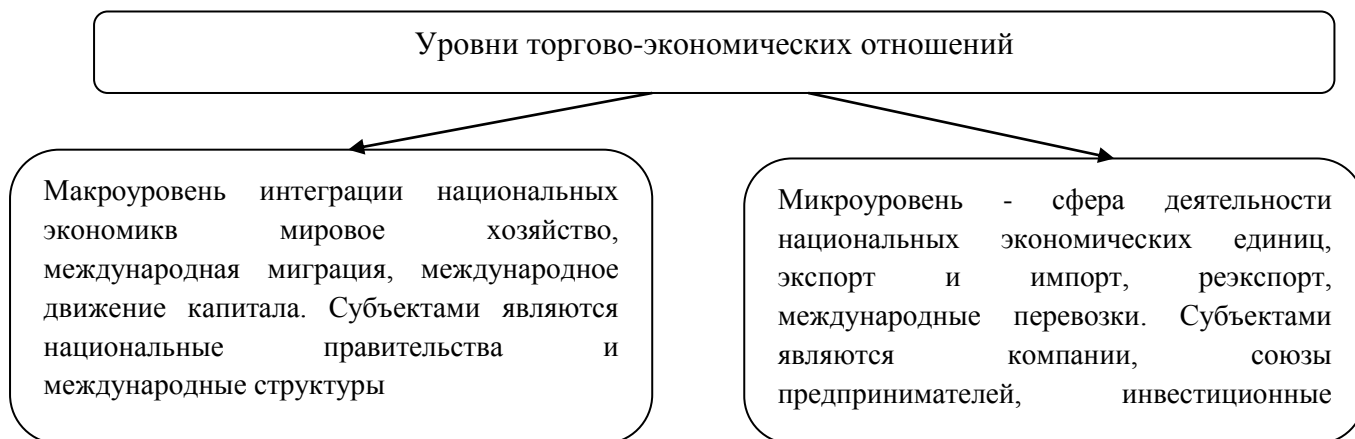 Уровни торгово-экономических отношений
Макроуровень интеграции национальных
экономикв мировое хозяйство,
международная миграция, международное
движение капитала. Субъектами являются
национальные правительства и
международные структуры
Микроуровень - сфера деятельности
национальных экономических единиц,
экспорт и импорт, реэкспорт,
международные перевозки. Субъектами
являются компании, союзы
предпринимателей, инвестиционные